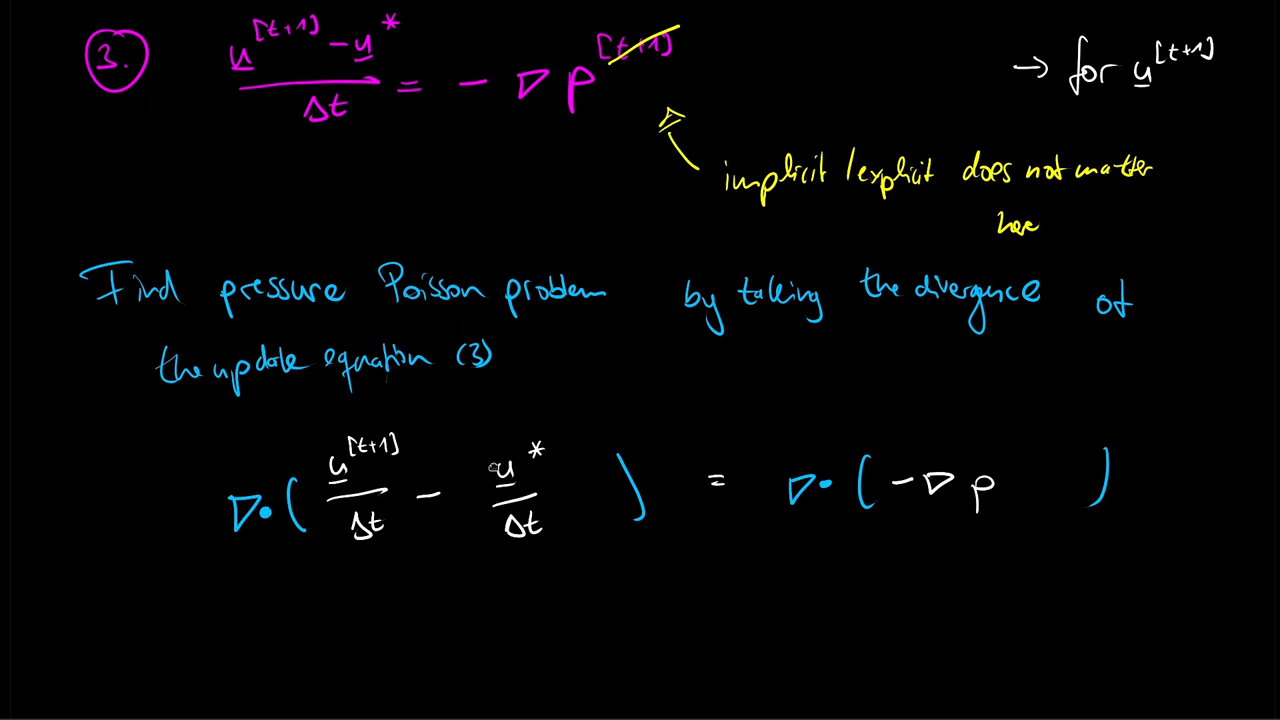 3. (u^[t+1] - u^*) / Δt = - ∇ p^[t+1] → for u^[t+1]
implicit / explicit does not matter
here
Find pressure Poisson problem by taking the divergence of
the update equation (3)
∇ • ( u^[t+1] / Δt - u^* / Δt ) = ∇ • ( - ∇ p )